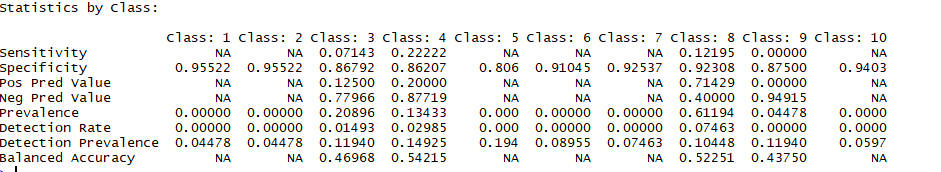 Statistics by Class:
Class: 1 Class: 2 Class: 3 Class: 4 Class: 5 Class: 6 Class: 7 Class: 8 Class: 9 Class: 10
Sensitivity NA NA 0.07143 0.22222 NA NA NA 0.12195 0.00000 NA
Specificity 0.95522 0.95522 0.86792 0.86207 0.806 0.91045 0.92537 0.92308 0.87500 0.9403
Pos Pred Value NA NA 0.12500 0.20000 NA NA NA 0.71429 0.00000 NA
Neg Pred Value NA NA 0.77966 0.87719 NA NA NA 0.40000 0.94915 NA
Prevalence 0.00000 0.00000 0.20896 0.13433 0.000 0.00000 0.00000 0.61194 0.04478 0.0000
Detection Rate 0.00000 0.00000 0.01493 0.02985 0.000 0.00000 0.00000 0.07463 0.00000 0.0000
Detection Prevalence 0.04478 0.04478 0.11940 0.14925 0.194 0.08955 0.07463 0.10448 0.11940 0.0597
Balanced Accuracy NA NA 0.46968 0.54215 NA NA NA 0.52251 0.43750 NA